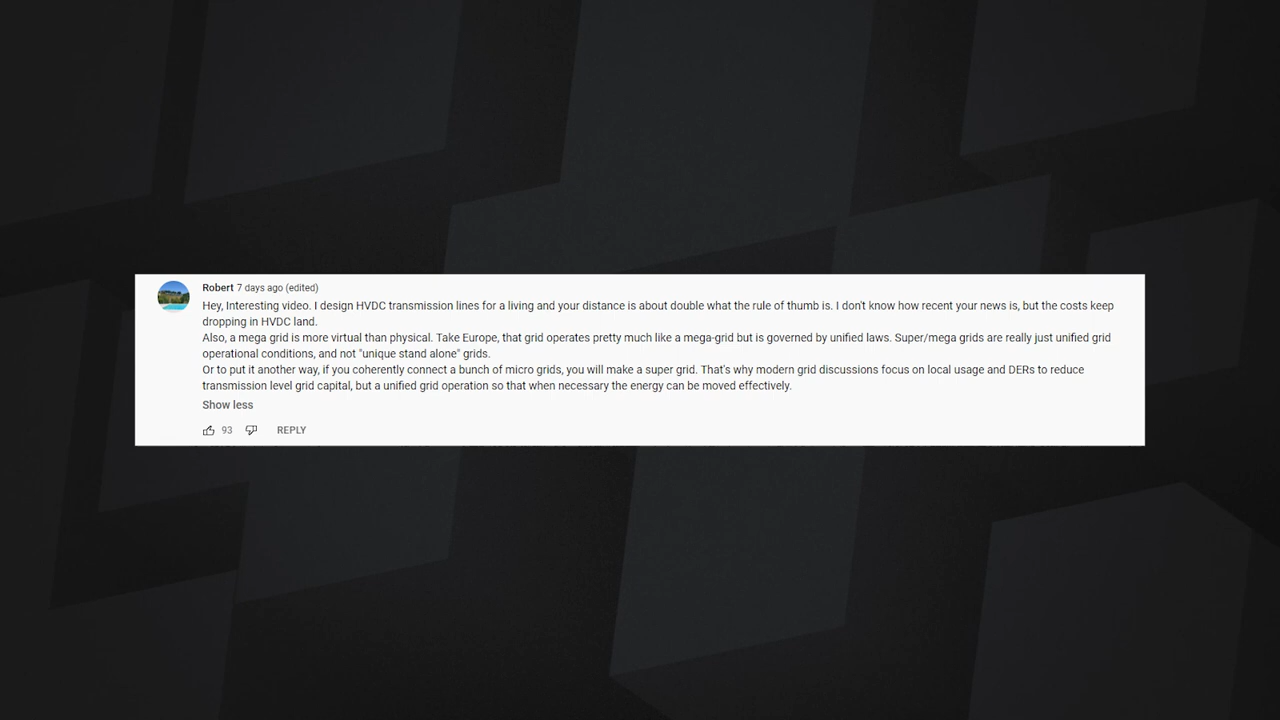 Robert 7 days ago (edited)
Hey, Interesting video. I design HVDC transmission lines for a living and your distance is about double what the rule of thumb is. I don't know how recent your news is, but the costs keep
dropping in HVDC land.
Also, a mega grid is more virtual than physical. Take Europe, that grid operates pretty much like a mega-grid but is governed by unified laws. Super/mega grids are really just unified grid
operational conditions, and not "unique stand alone" grids.
Or to put it another way, if you coherently connect a bunch of micro grids, you will make a super grid. That's why modern grid discussions focus on local usage and DERs to reduce
transmission level grid capital, but a unified grid operation so that when necessary the energy can be moved effectively.
Show less
93 REPLY